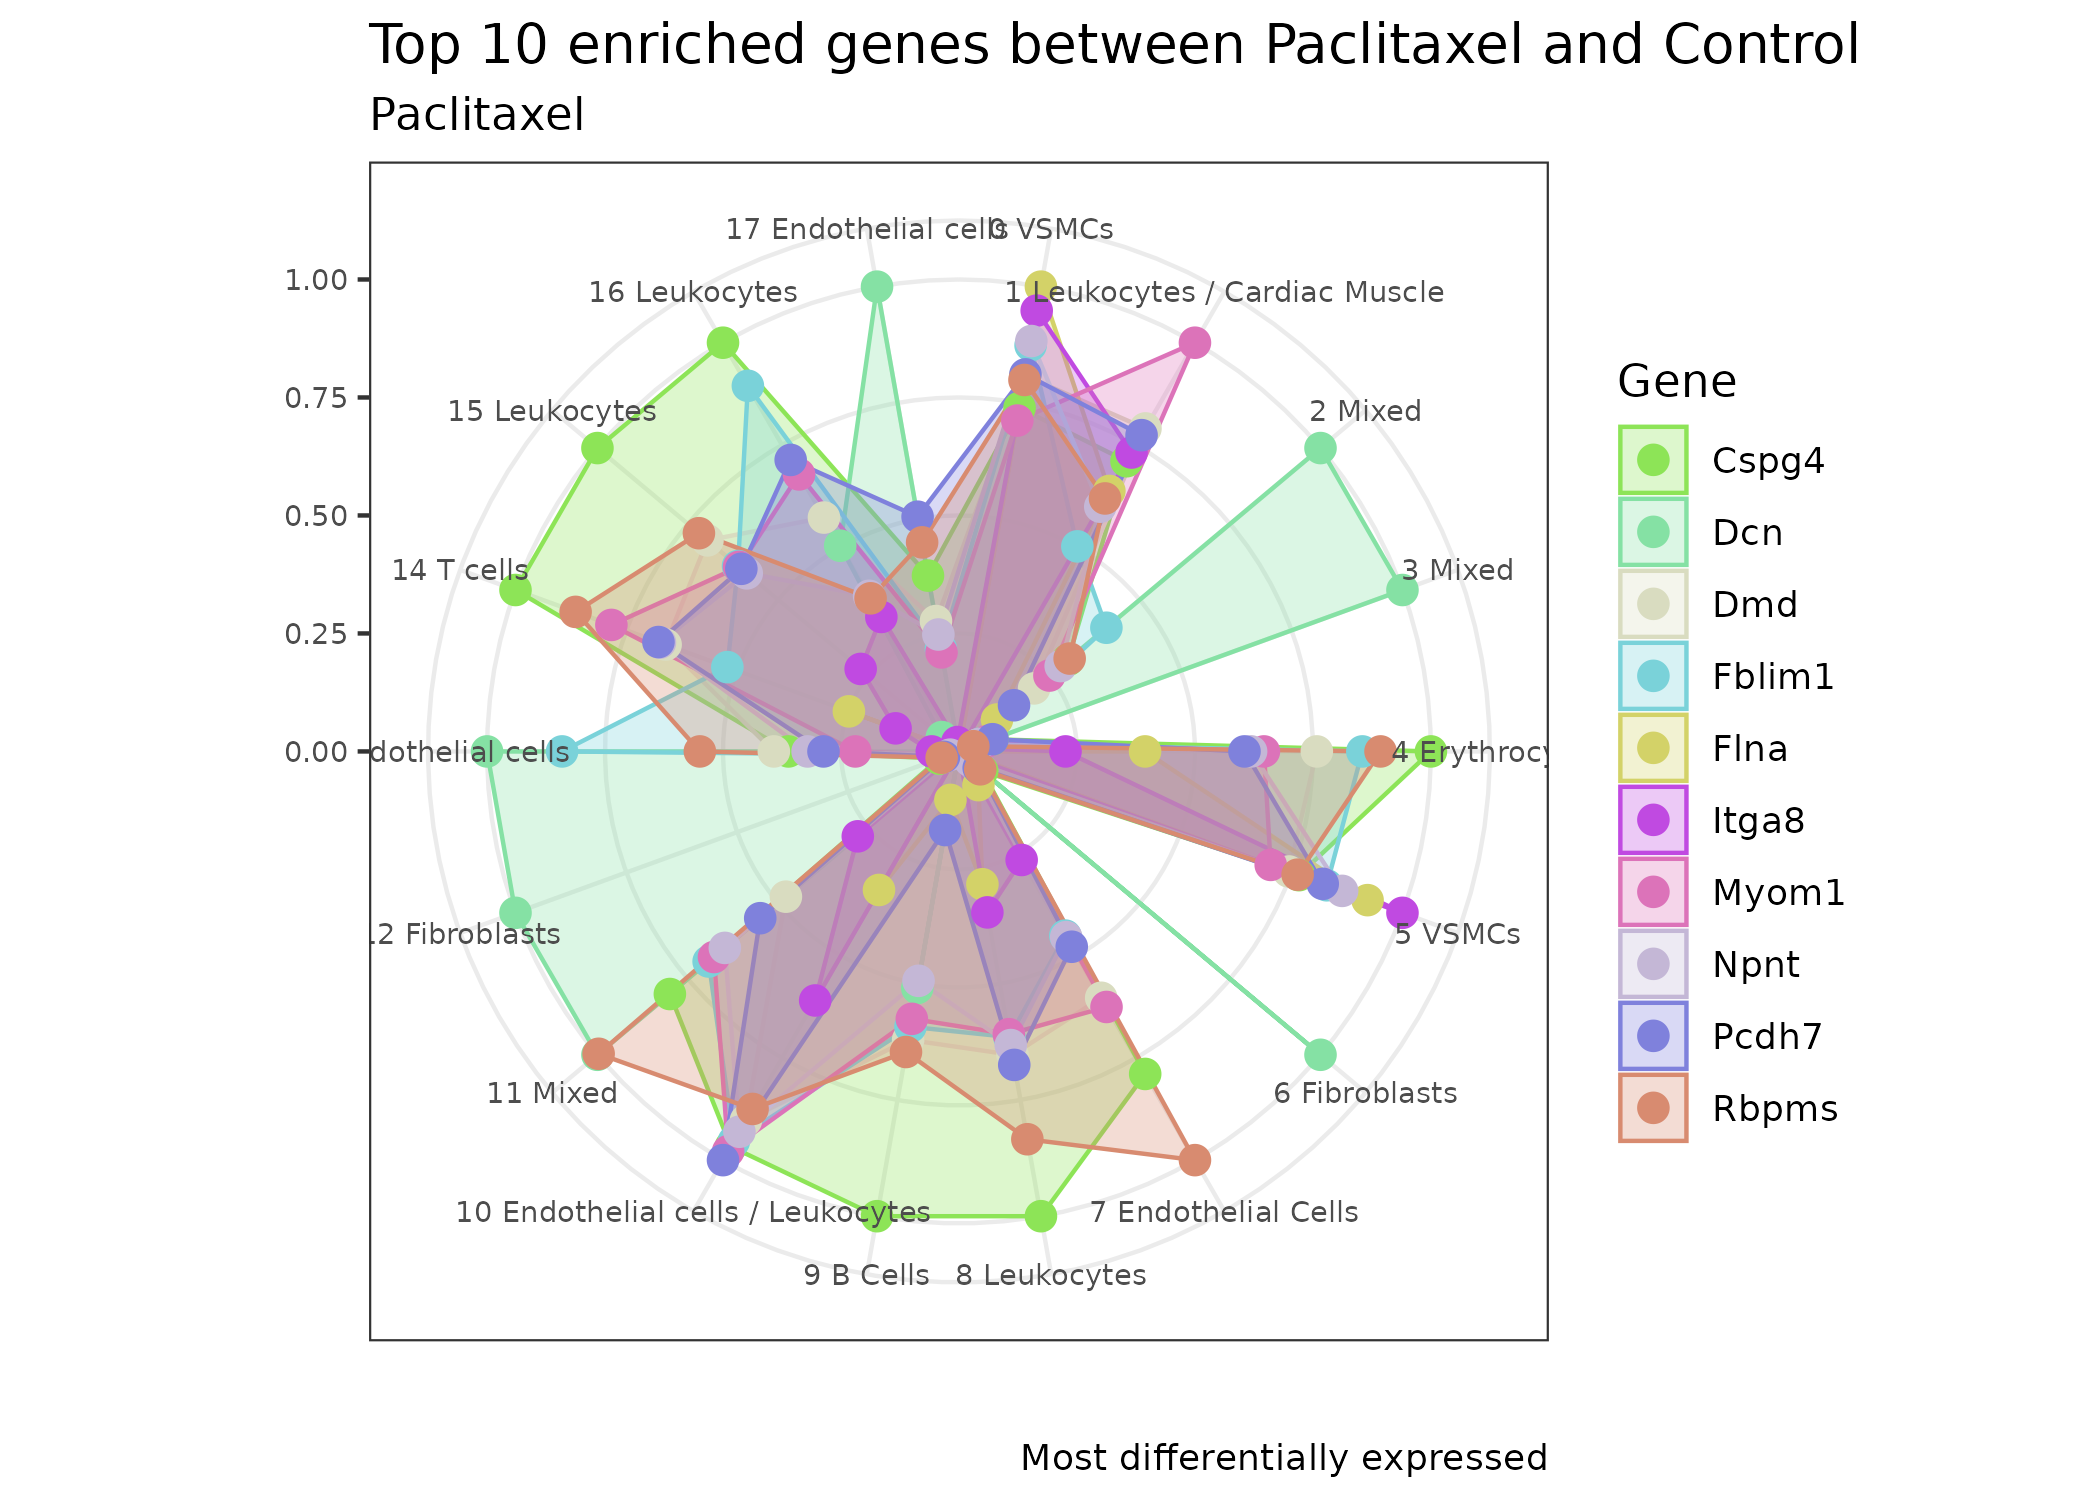 Top 10 enriched genes between Paclitaxel and Control
Paclitaxel
17 Endothelial cells
0 VSMCs
16 Leukocytes
1 Leukocytes / Cardiac Muscle
15 Leukocytes
2 Mixed
14 T cells
3 Mixed
dothelial cells
4 Erythrocy
2 Fibroblasts
5 VSMCs
11 Mixed
6 Fibroblasts
10 Endothelial cells / Leukocytes
7 Endothelial Cells
9 B Cells
8 Leukocytes
1.00
0.75
0.50
0.25
0.00
Gene
Cspg4
Dcn
Dmd
Fblim1
Flna
Itga8
Myom1
Npnt
Pcdh7
Rbpms
Most differentially expressed